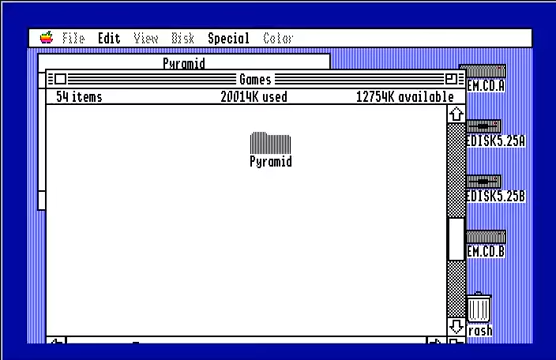 File Edit View Disk Special Color
Pyramid
Games
54 items 20014K used 12754K available
EM.CD.A
Pyramid
EDISK5.25A
EDISK5.25B
EM.CD.B
rash